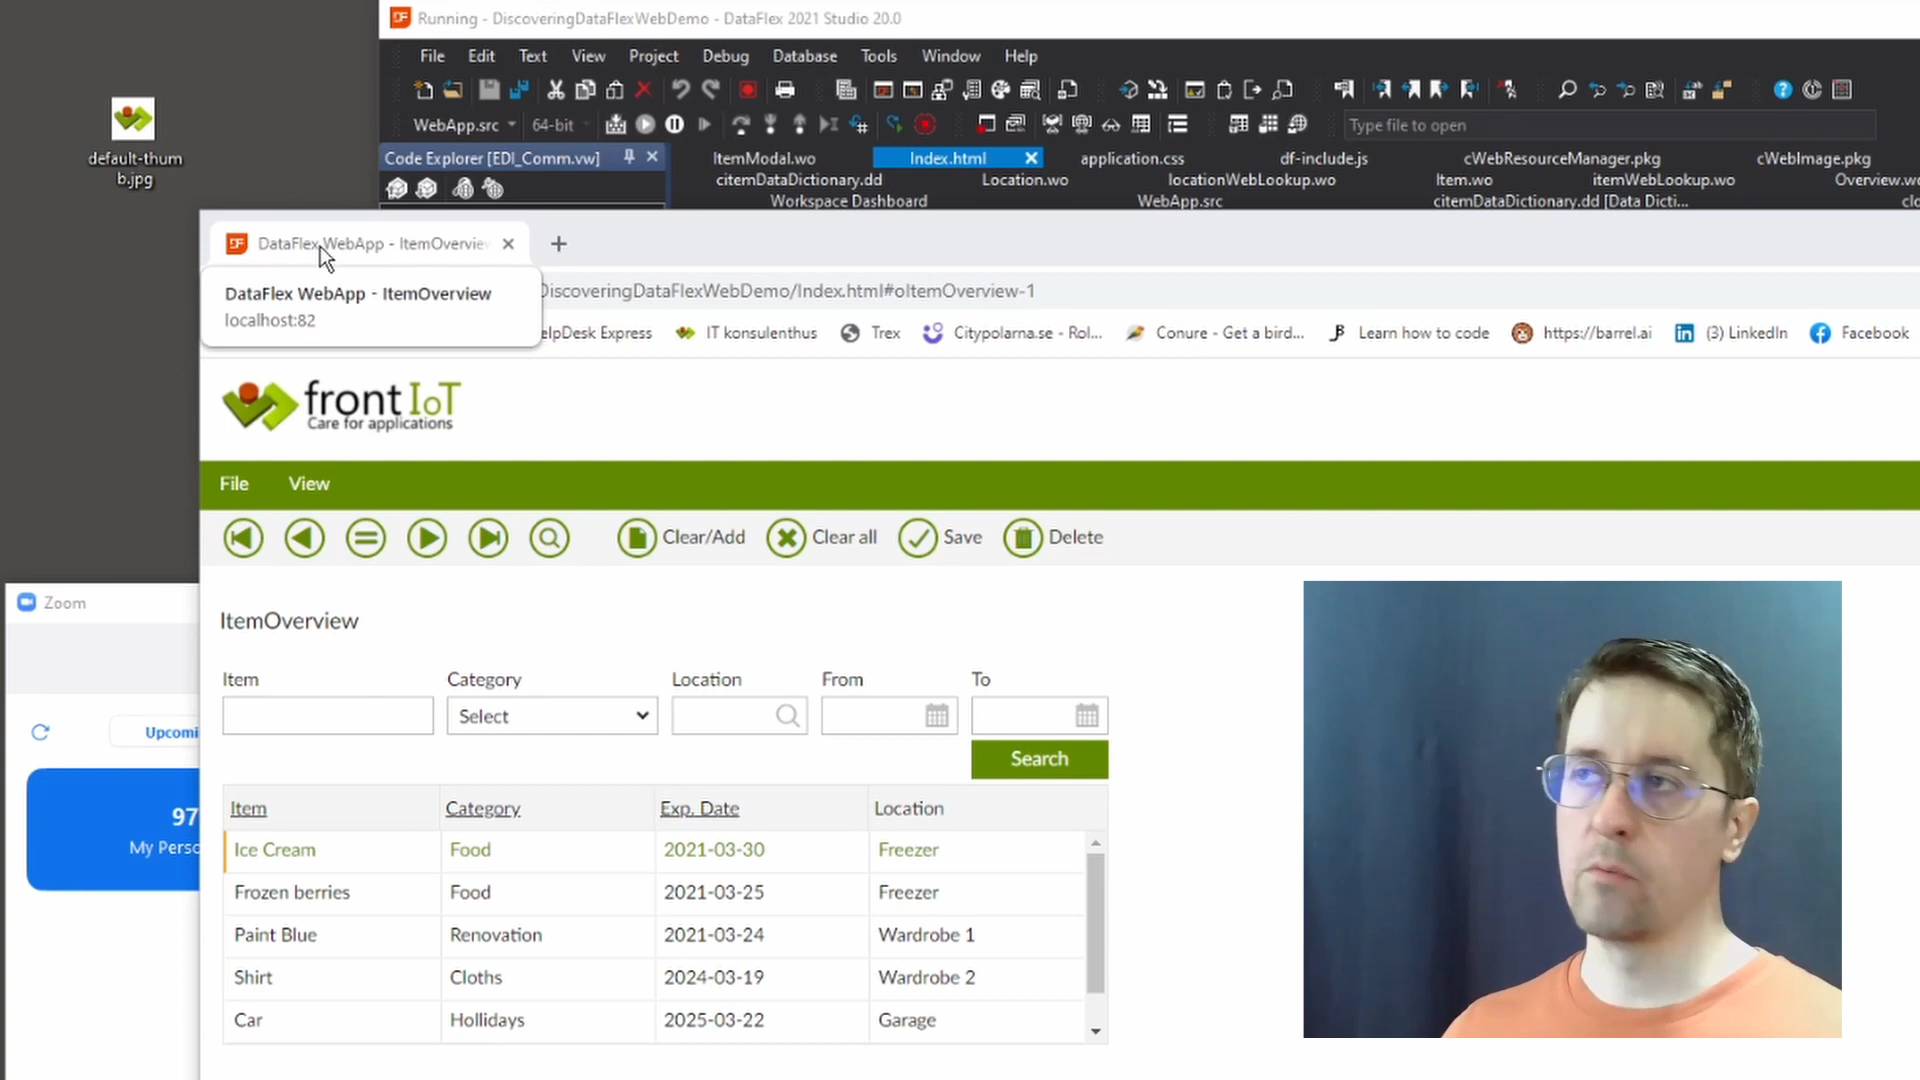 Running - DiscoveringDataFlexWebDemo - DataFlex 2021 Studio 20.0
File Edit Text View Project Debug Database Tools Window Help
WebApp.src 64-bit Type file to open
default-thum
b.jpg
Code Explorer [EDI_Comm.vw] ItemModal.wo Index.html application.css df-include.js cWebResourceManager.pkg cWebImage.pkg
citemDataDictionary.dd Location.wo locationWebLookup.wo Item.wo itemWebLookup.wo Overview.wo
Workspace Dashboard WebApp.src citemDataDictionary.dd [Data Dicti...
DataFlex WebApp - ItemOverview
DataFlex WebApp - ItemOverview
localhost:82
DiscoveringDataFlexWebDemo/Index.html#oItemOverview-1
elpDesk Express IT konsulenthus Trex Citypolarna.se - Rol... Conure - Get a bird... Learn how to code https://barrel.ai (3) LinkedIn Facebook
front IoT
Care for applications
File View
Clear/Add Clear all Save Delete
Zoom
ItemOverview
Item Category Location From To
Select
Upcomi
Search
97
My Perso
Item Category Exp. Date Location
Ice Cream Food 2021-03-30 Freezer
Frozen berries Food 2021-03-25 Freezer
Paint Blue Renovation 2021-03-24 Wardrobe 1
Shirt Cloths 2024-03-19 Wardrobe 2
Car Hollidays 2025-03-22 Garage